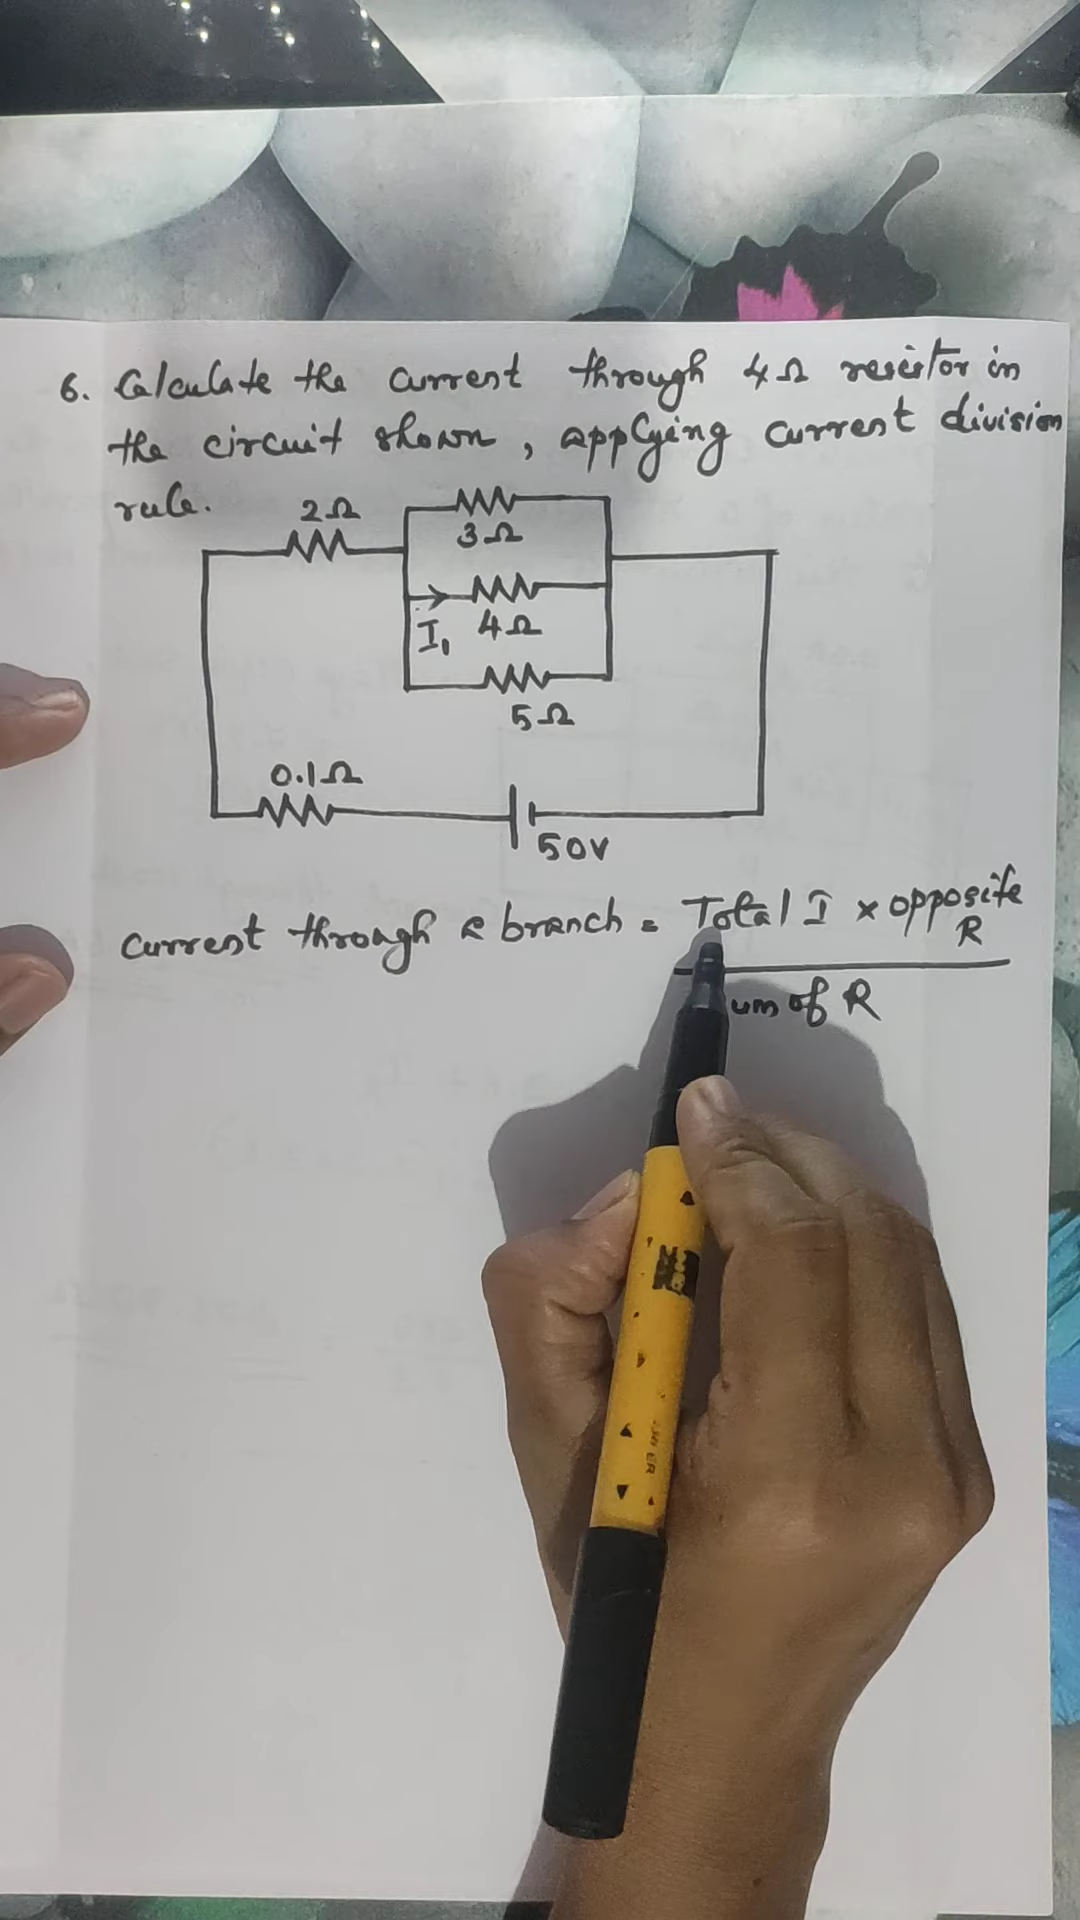 6. Calculate the current through 4Ω resistor in
the circuit shown, applying current division
rule.
2Ω
3Ω
I₁ 4Ω
5Ω
0.1Ω
50V
current through a branch = Total I × opposite
R
um of R